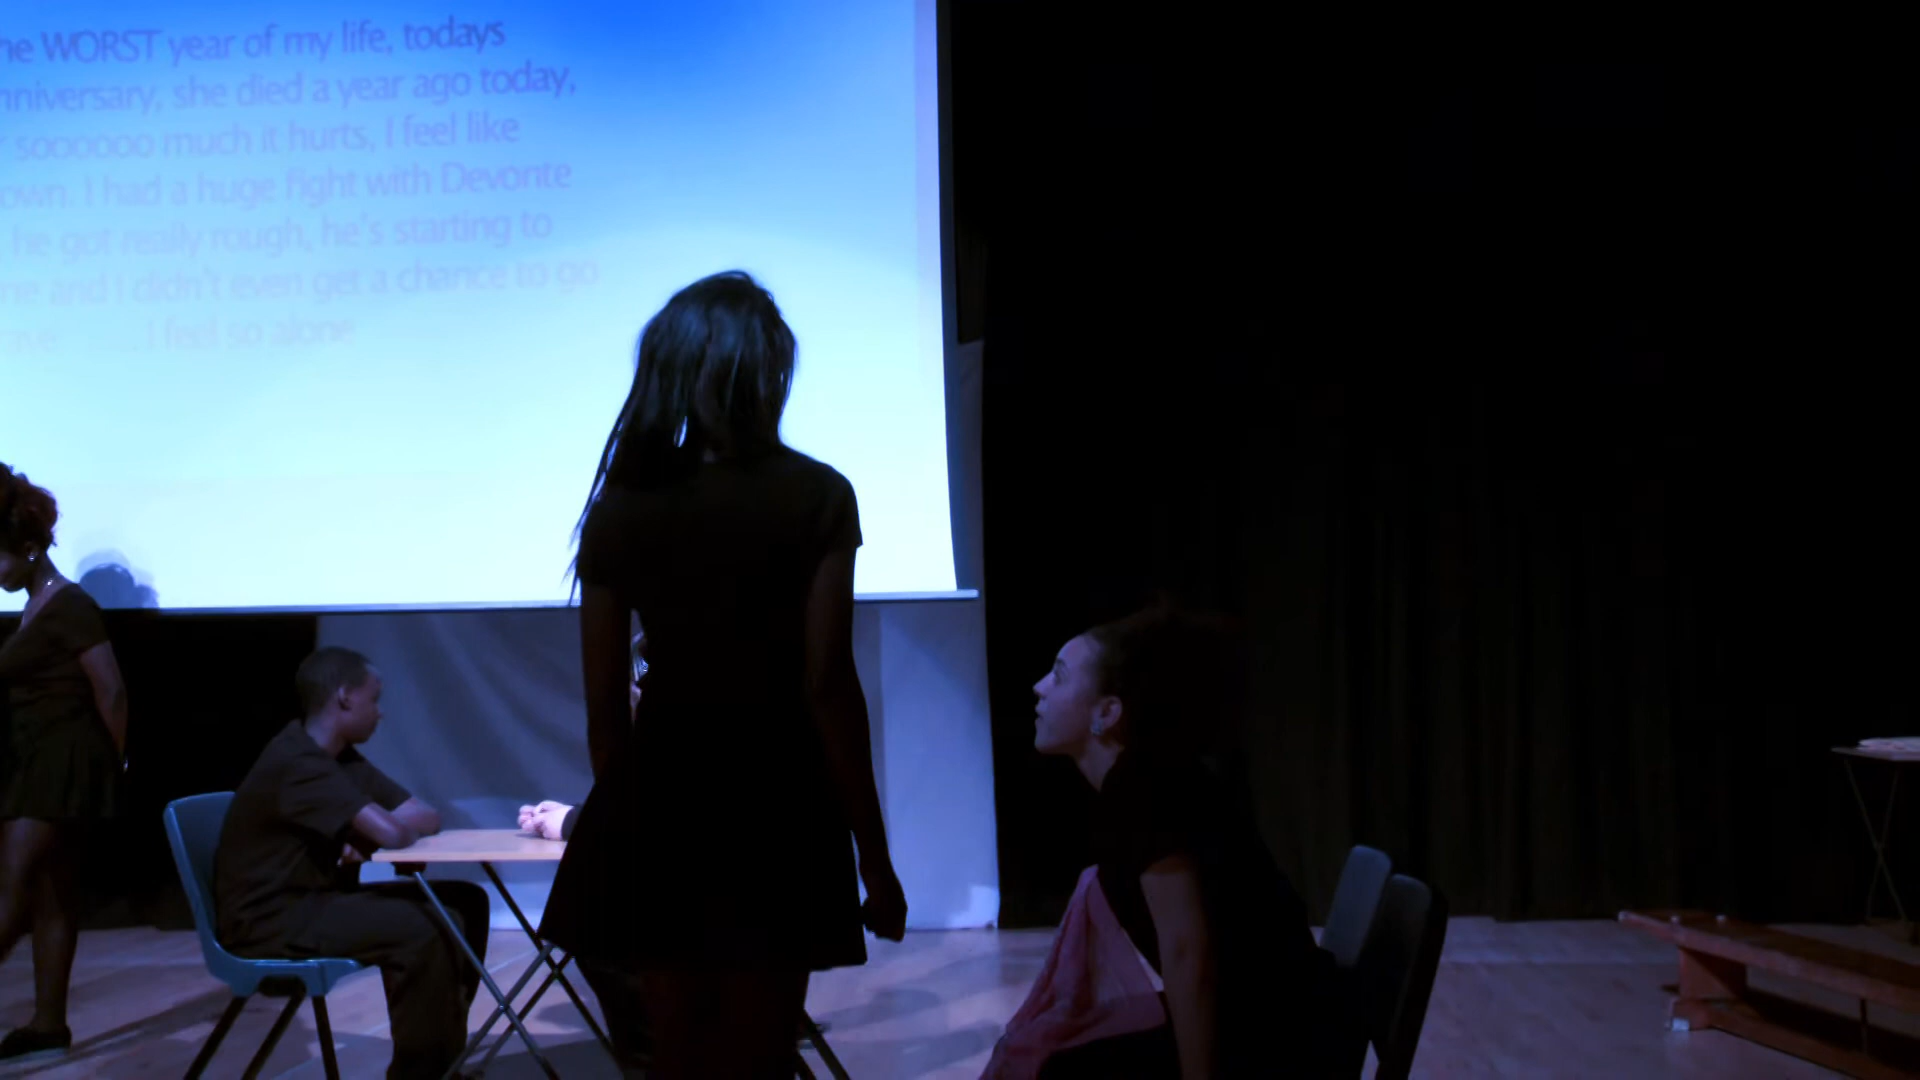 he WORST year of my life, todays
nniversary, she died a year ago today,
r soooooo much it hurts, I feel like
own. I had a huge fight with Devonte
, he got really rough, he's starting to
me and I didn't even get a chance to go
ave ..... I feel so alone